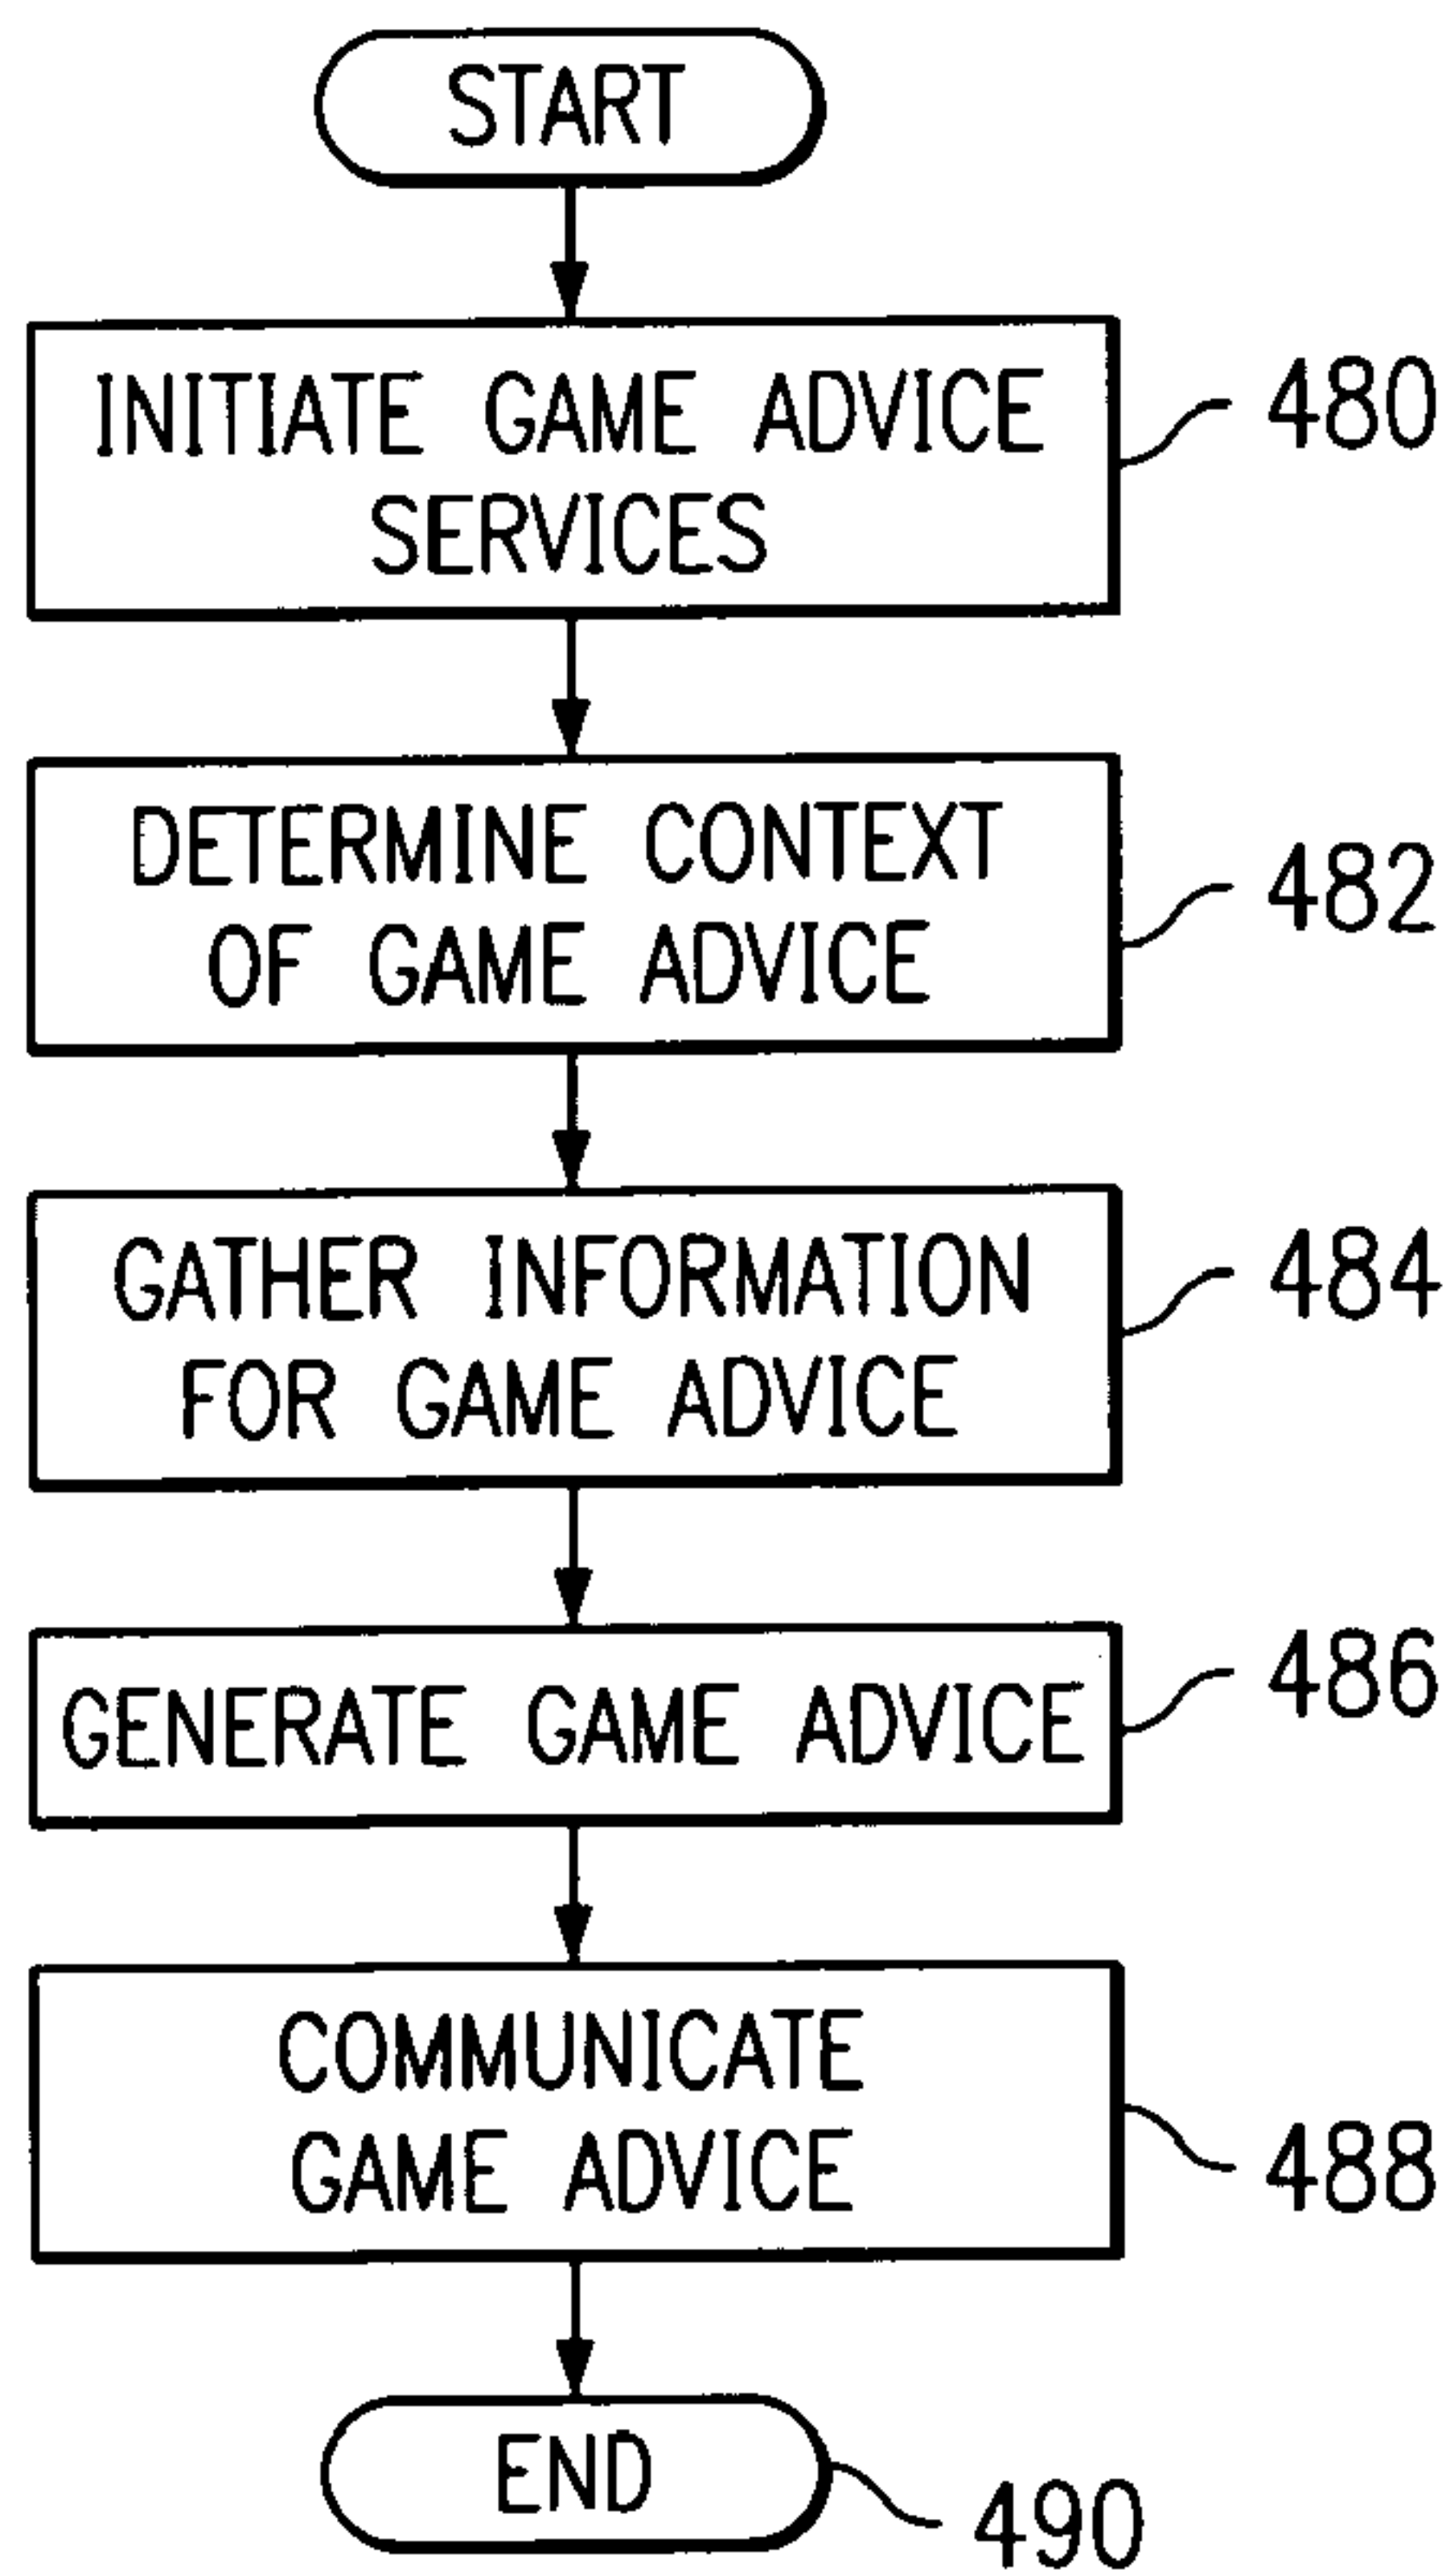 START
INITIATE GAME ADVICE
SERVICES
480
DETERMINE CONTEXT
OF GAME ADVICE
482
GATHER INFORMATION
FOR GAME ADVICE
484
GENERATE GAME ADVICE
486
COMMUNICATE
GAME ADVICE
488
END
490